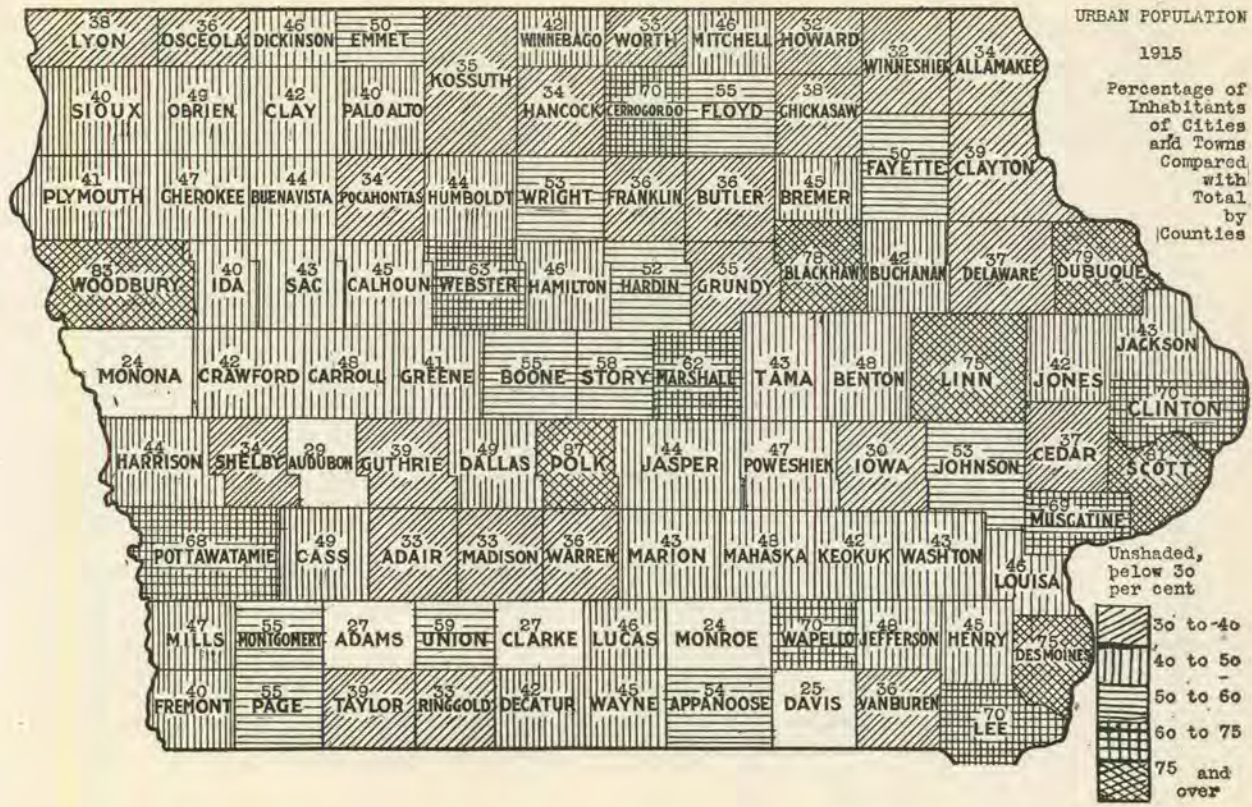 URBAN POPULATION
1915
Percentage of
Inhabitants
of Cities
and Towns
Compared
with
Total
by
Counties
38
LYON
36
OSCEOLA
46
DICKINSON
50
EMMET
35
KOSSUTH
42
WINNEBAGO
33
WORTH
46
MITCHELL
32
HOWARD
32
WINNESHIEK
34
ALLAMAKEE
40
SIOUX
49
OBRIEN
42
CLAY
40
PALO ALTO
34
HANCOCK
70
CERROGORDO
55
FLOYD
38
CHICKASAW
50
FAYETTE
39
CLAYTON
41
PLYMOUTH
47
CHEROKEE
44
BUENAVISTA
34
POCAHONTAS
44
HUMBOLDT
53
WRIGHT
36
FRANKLIN
36
BUTLER
45
BREMER
83
WOODBURY
40
IDA
43
SAC
45
CALHOUN
63
WEBSTER
46
HAMILTON
52
HARDIN
35
GRUNDY
78
BLACKHAWK
42
BUCHANAN
37
DELAWARE
79
DUBUQUE
24
MONONA
42
CRAWFORD
48
CARROLL
41
GREENE
55
BOONE
58
STORY
62
MARSHALL
43
TAMA
48
BENTON
75
LINN
42
JONES
43
JACKSON
70
CLINTON
44
HARRISON
34
SHELBY
29
AUDUBON
39
GUTHRIE
49
DALLAS
87
POLK
44
JASPER
47
POWESHIEK
30
IOWA
53
JOHNSON
37
CEDAR
81
SCOTT
69
MUSCATINE
68
POTTAWATAMIE
49
CASS
33
ADAIR
33
MADISON
36
WARREN
43
MARION
48
MAHASKA
42
KEOKUK
43
WASHTON
46
LOUISA
47
MILLS
55
MONTGOMERY
27
ADAMS
59
UNION
27
CLARKE
46
LUCAS
24
MONROE
70
WAPELLO
48
JEFFERSON
45
HENRY
75
DESMOINES
40
FREMONT
55
PAGE
39
TAYLOR
33
RINGGOLD
42
DECATUR
45
WAYNE
54
APPANOOSE
25
DAVIS
36
VANBUREN
70
LEE
Unshaded,
below 30
per cent
30 to 40
40 to 50
50 to 60
60 to 75
75 and
over